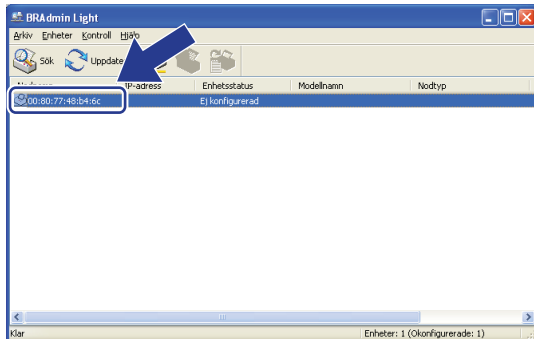 BRAdmin Light
Arkiv Enheter Kontroll Hjälp
Sök Uppdatera
IP-adress Enhetsstatus Modellnamn Nodtyp
00:80:77:48:b4:6c Ej konfigurerad
Klar Enheter: 1 (Okonfigurerade: 1)